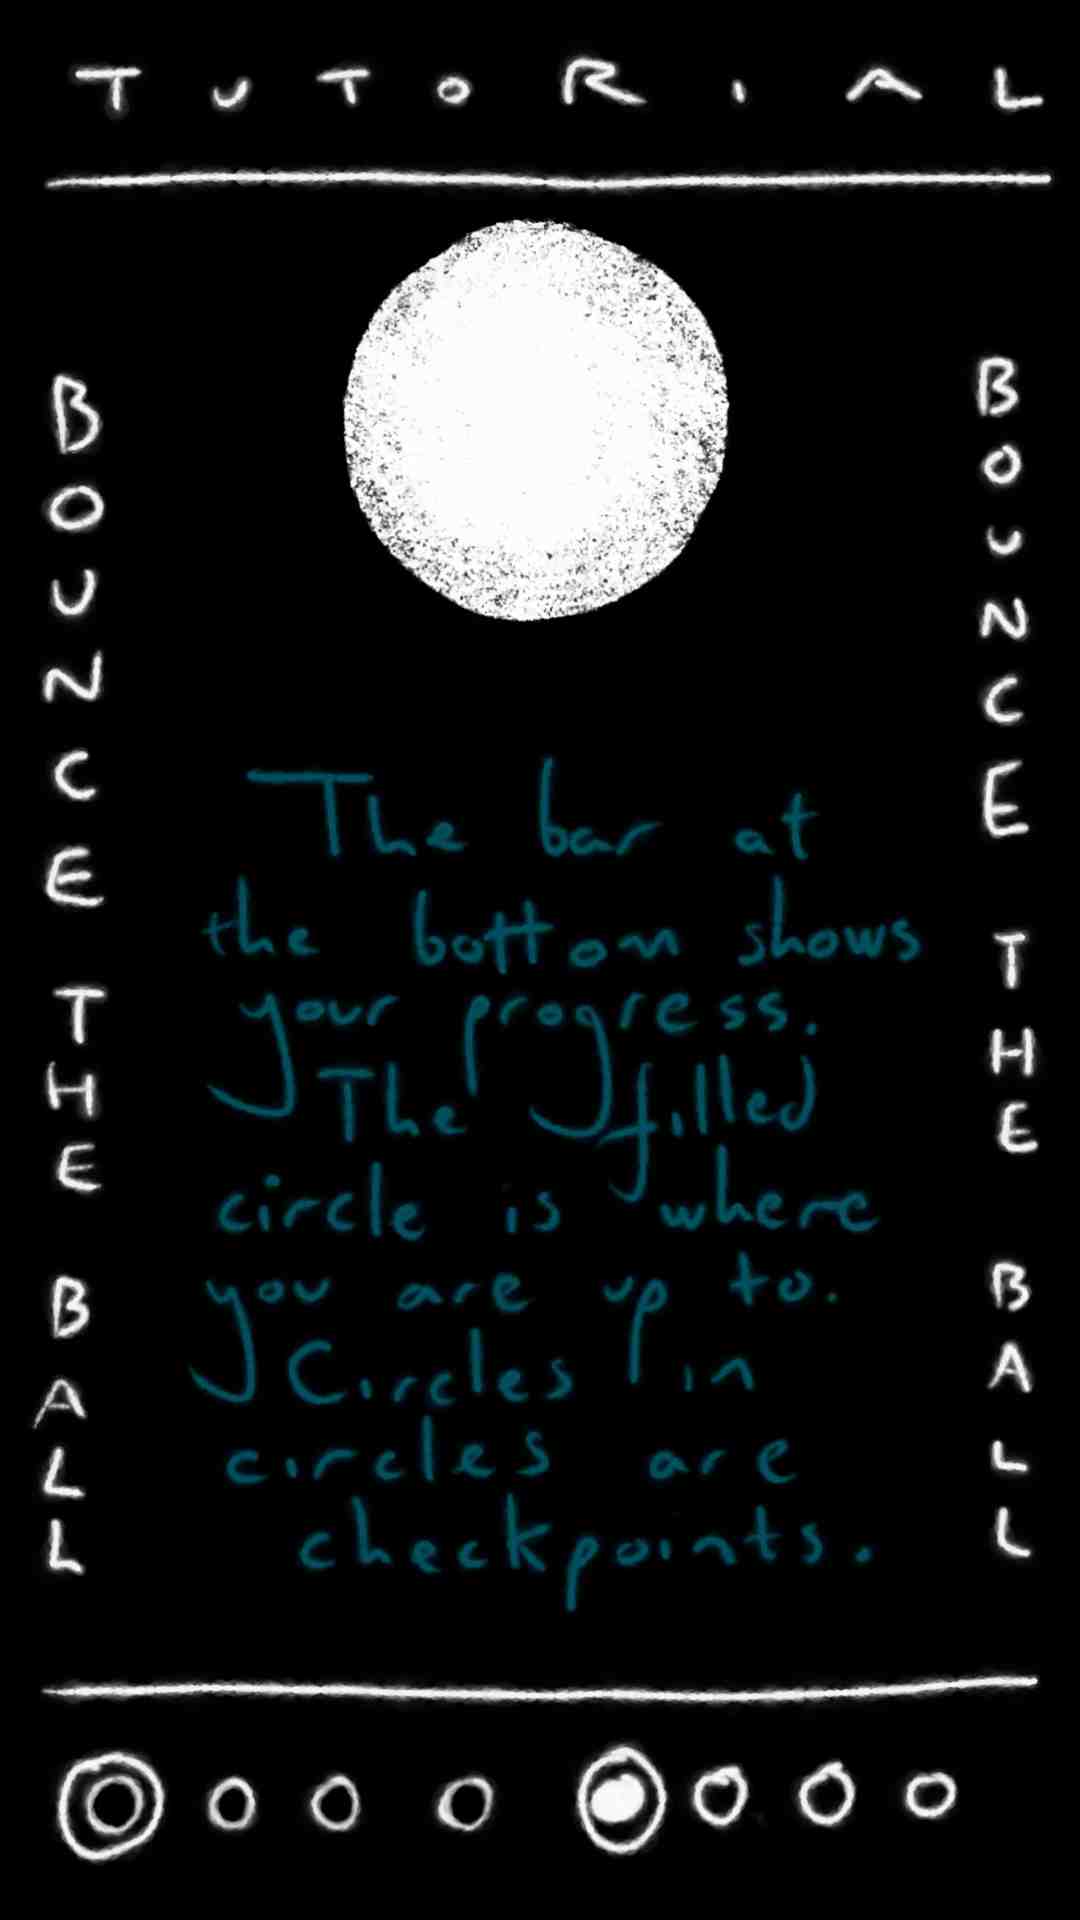 TUTORIAL
BOUNCE THE BALL
The bar at
the bottom shows
your progress.
The filled
circle is where
you are up to.
Circles in
circles are
checkpoints.
BOUNCE THE BALL